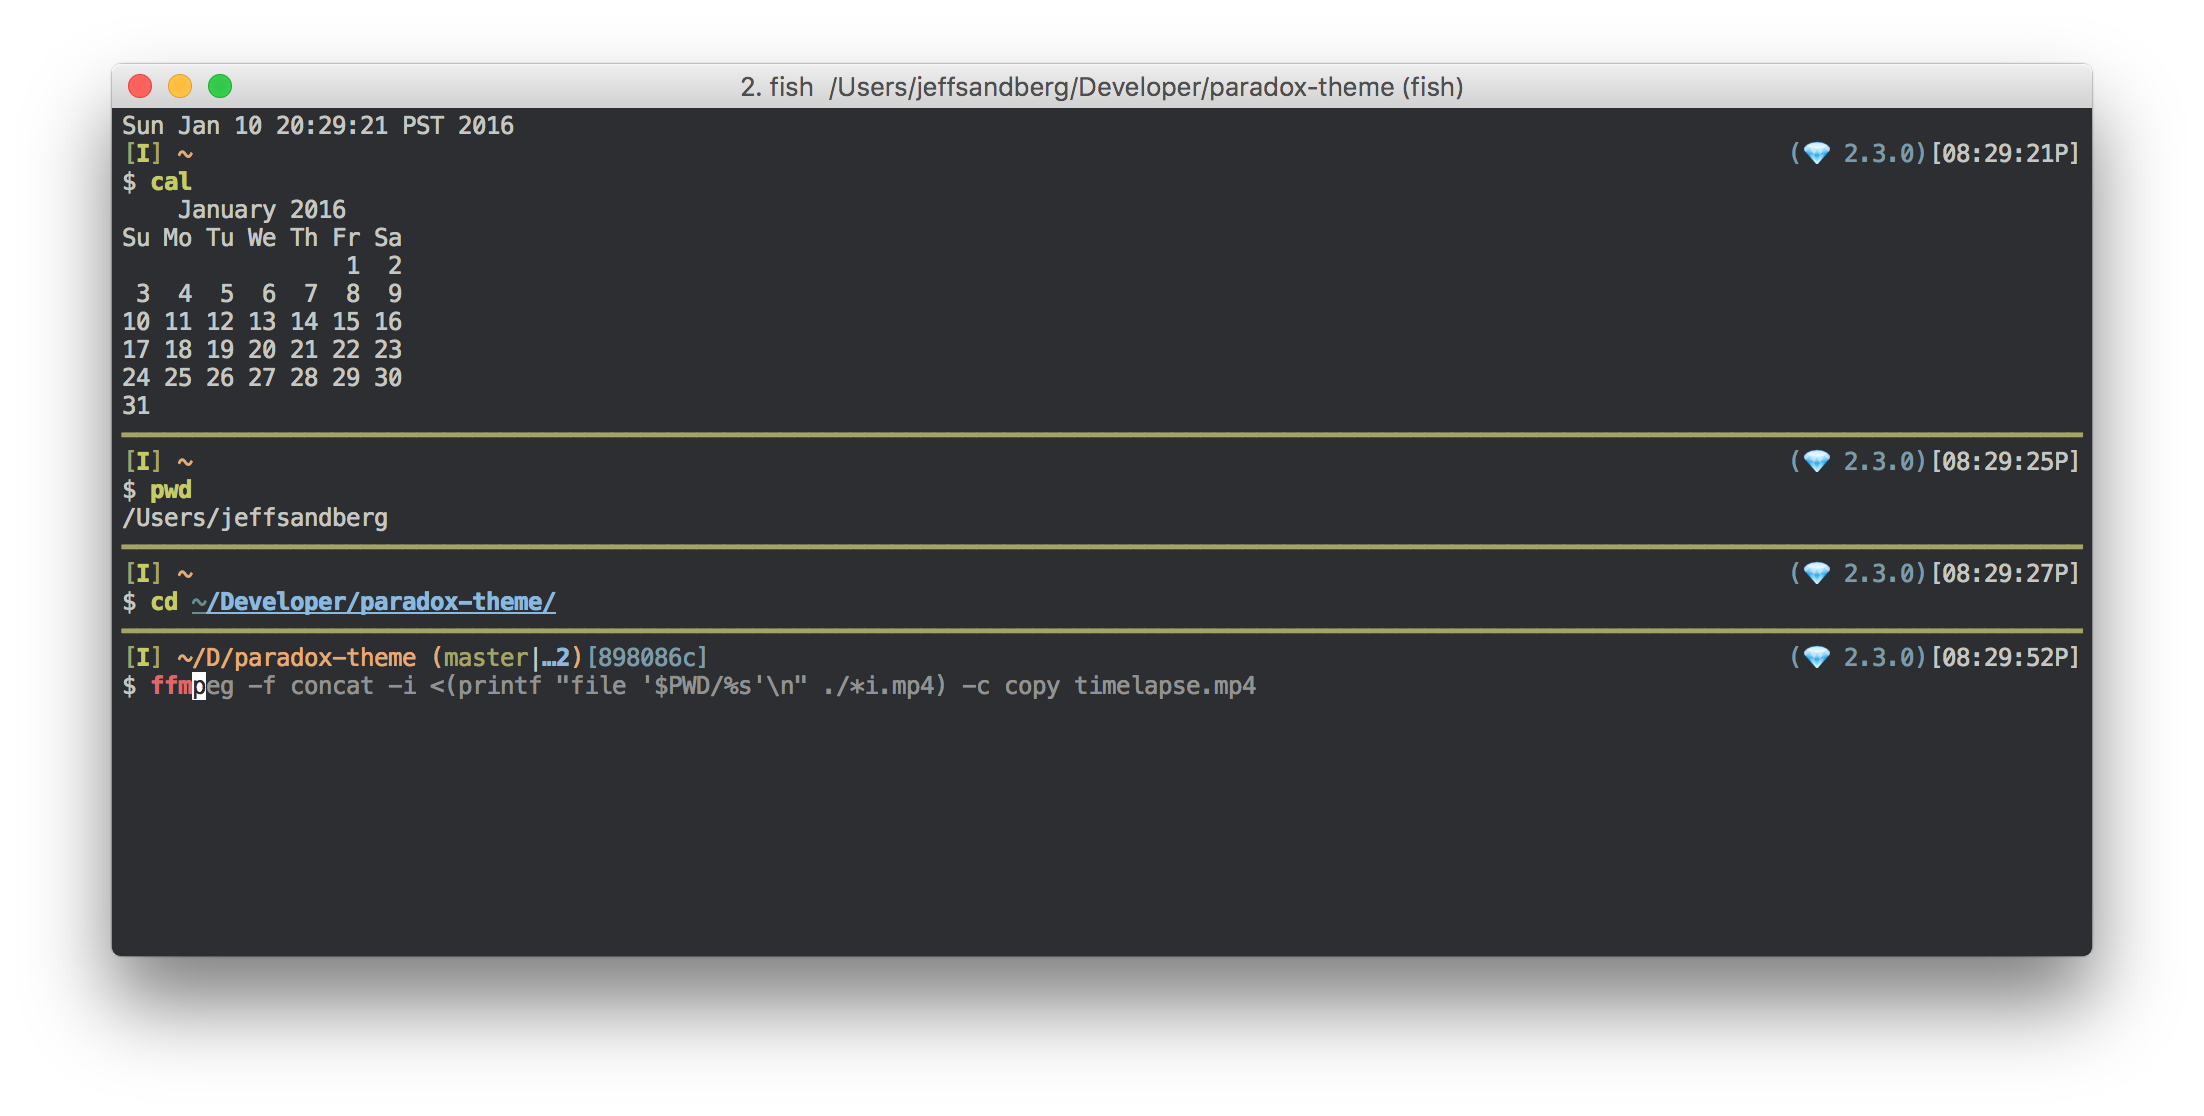 2. fish  /Users/jeffsandberg/Developer/paradox-theme (fish)
Sun Jan 10 20:29:21 PST 2016
[I] ~ (💎 2.3.0)[08:29:21P]
$ cal
    January 2016
Su Mo Tu We Th Fr Sa
                1  2
 3  4  5  6  7  8  9
10 11 12 13 14 15 16
17 18 19 20 21 22 23
24 25 26 27 28 29 30
31
[I] ~ (💎 2.3.0)[08:29:25P]
$ pwd
/Users/jeffsandberg
[I] ~ (💎 2.3.0)[08:29:27P]
$ cd ~/Developer/paradox-theme/
[I] ~/D/paradox-theme (master|…2)[898086c] (💎 2.3.0)[08:29:52P]
$ ffmpeg -f concat -i <(printf "file '$PWD/%s'\n" ./*i.mp4) -c copy timelapse.mp4